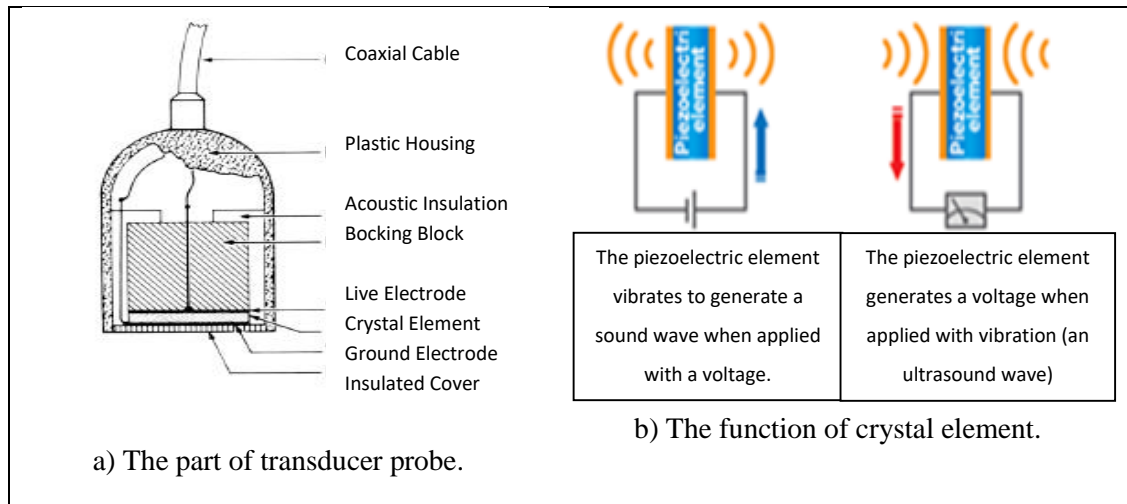 Coaxial Cable
Plastic Housing
Acoustic Insulation
Bocking Block
Live Electrode
Crystal Element
Ground Electrode
Insulated Cover
a) The part of transducer probe.
Piezoelectri
element
Piezoelectri
element
The piezoelectric element
vibrates to generate a
sound wave when applied
with a voltage.
The piezoelectric element
generates a voltage when
applied with vibration (an
ultrasound wave)
b) The function of crystal element.